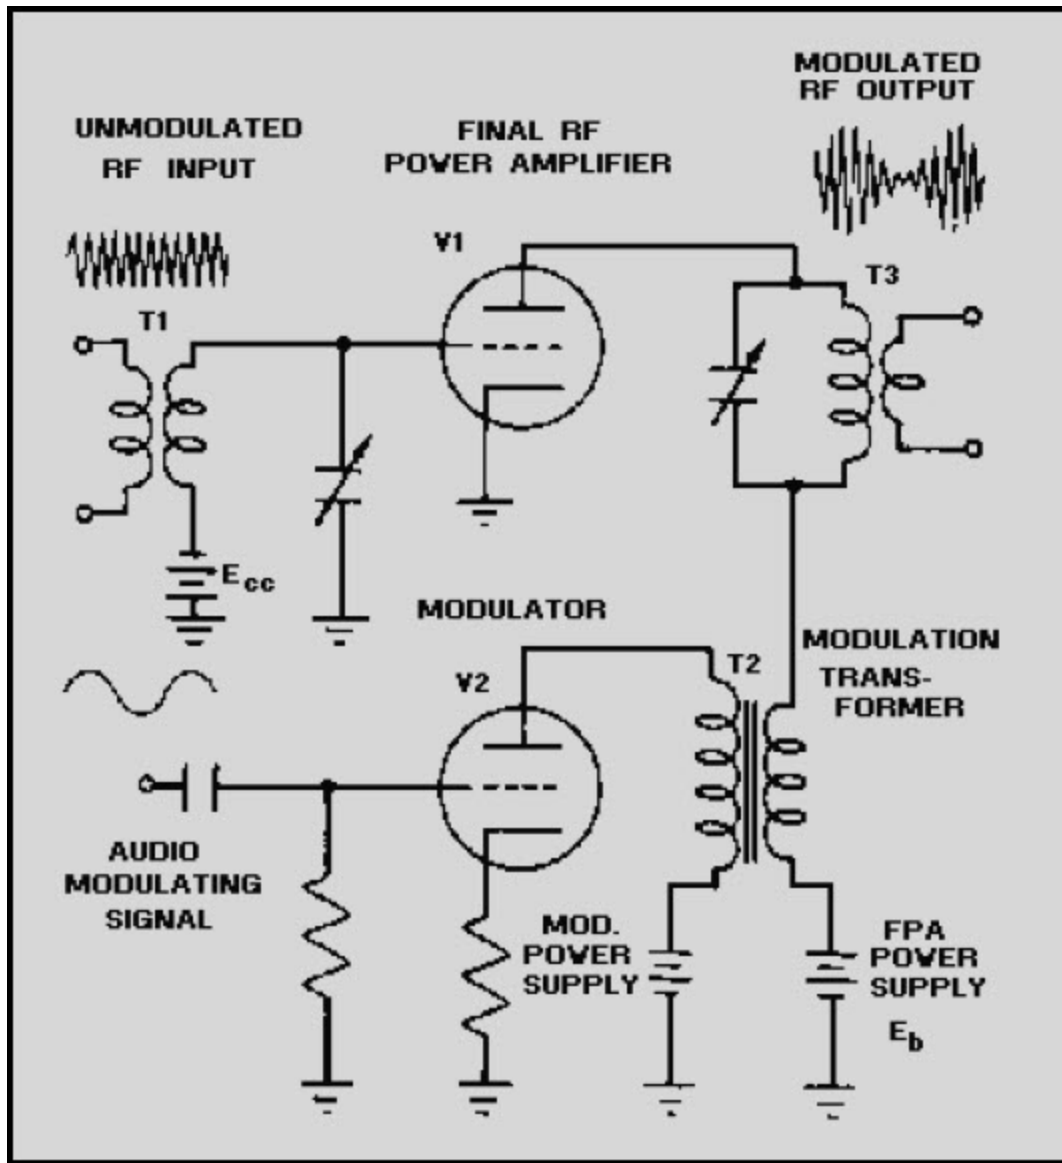 MODULATED
RF OUTPUT
UNMODULATED
RF INPUT
FINAL RF
POWER AMPLIFIER
V1
T3
T1
Ecc
MODULATOR
MODULATION
TRANS-
FORMER
T2
V2
AUDIO
MODULATING
SIGNAL
MOD.
POWER
SUPPLY
FPA
POWER
SUPPLY
Eb